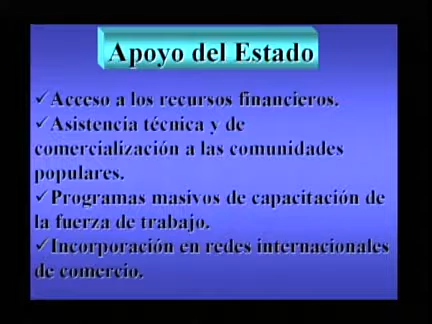 Apoyo del Estado
✓Acceso a los recursos financieros.
✓Asistencia técnica y de
comercialización a las comunidades
populares.
✓Programas masivos de capacitación de
la fuerza de trabajo.
✓Incorporación en redes internacionales
de comercio.